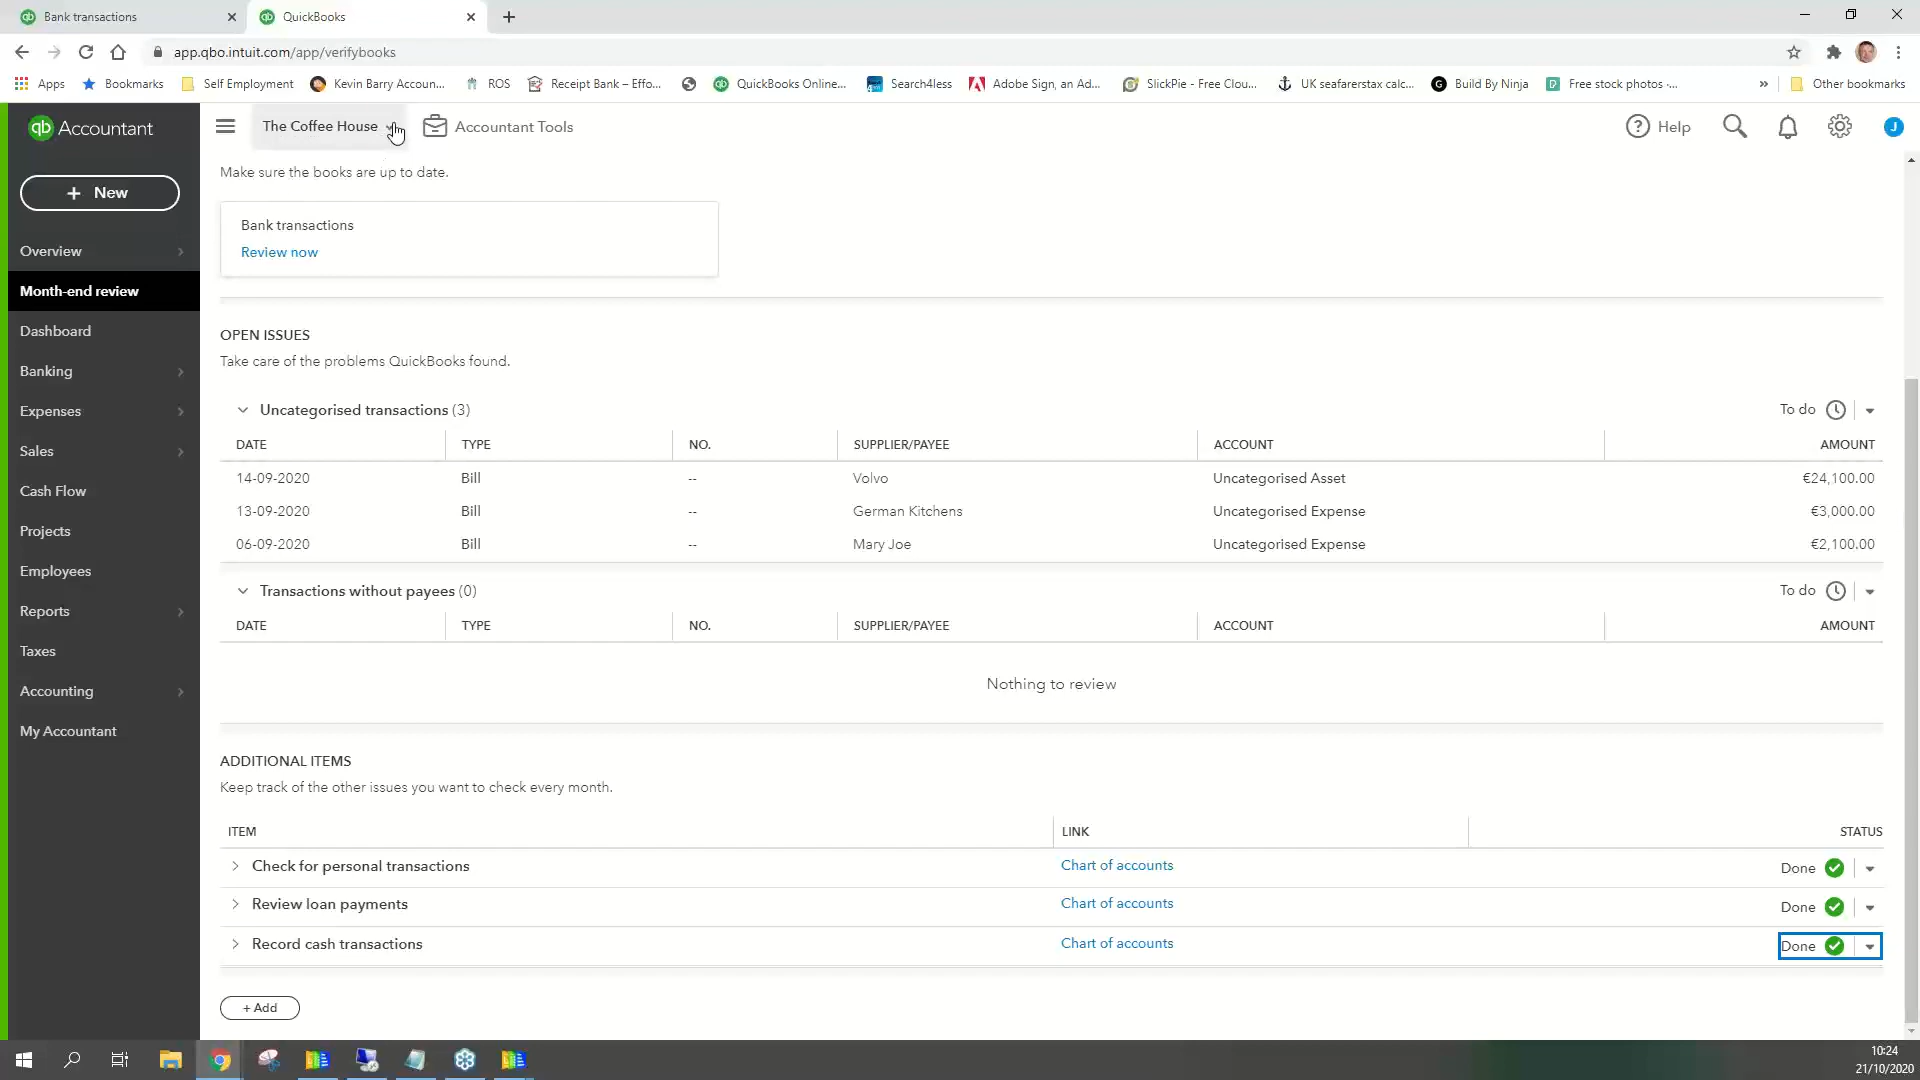 Bank transactions
QuickBooks
app.qbo.intuit.com/app/verifybooks
Apps
Bookmarks
Self Employment
Kevin Barry Accoun...
ROS
Receipt Bank – Effo...
QuickBooks Online...
Search4less
Adobe Sign, an Ad...
SlickPie - Free Clou...
UK seafarerstax calc...
Build By Ninja
Free stock photos -...
»
Other bookmarks
qb Accountant
The Coffee House
Accountant Tools
Help
J
+ New
Overview
Month-end review
Dashboard
Banking
Expenses
Sales
Cash Flow
Projects
Employees
Reports
Taxes
Accounting
My Accountant
Make sure the books are up to date.
Bank transactions
Review now
OPEN ISSUES
Take care of the problems QuickBooks found.
Uncategorised transactions (3) To do
DATE TYPE NO. SUPPLIER/PAYEE ACCOUNT AMOUNT
14-09-2020 Bill -- Volvo Uncategorised Asset €24,100.00
13-09-2020 Bill -- German Kitchens Uncategorised Expense €3,000.00
06-09-2020 Bill -- Mary Joe Uncategorised Expense €2,100.00
Transactions without payees (0) To do
DATE TYPE NO. SUPPLIER/PAYEE ACCOUNT AMOUNT
Nothing to review
ADDITIONAL ITEMS
Keep track of the other issues you want to check every month.
ITEM LINK STATUS
Check for personal transactions Chart of accounts Done
Review loan payments Chart of accounts Done
Record cash transactions Chart of accounts Done
+ Add
10:24
21/10/2020